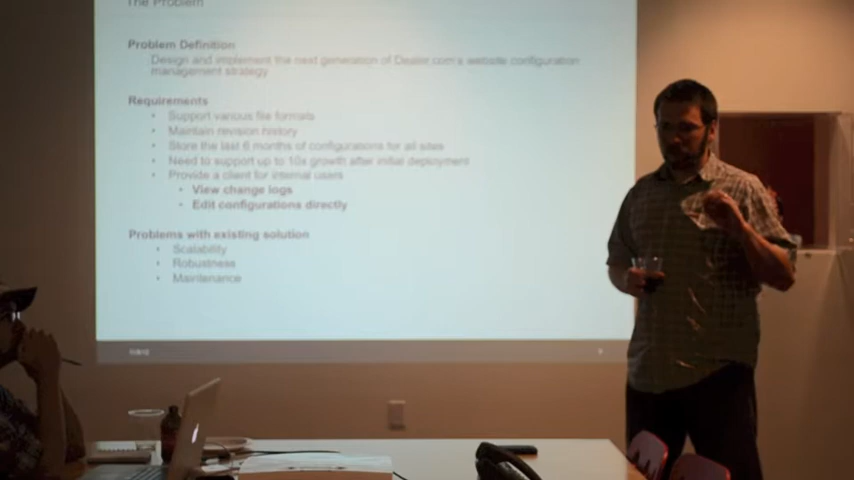 The Problem
Problem Definition
Design and implement the next generation of Dealer.com's website configuration
management strategy
Requirements
• Support various file formats
• Maintain revision history
• Store the last 6 months of configurations for all sites
• Need to support up to 10x growth after initial deployment
• Provide a client for internal users
• View change logs
• Edit configurations directly
Problems with existing solution
• Scalability
• Robustness
• Maintenance